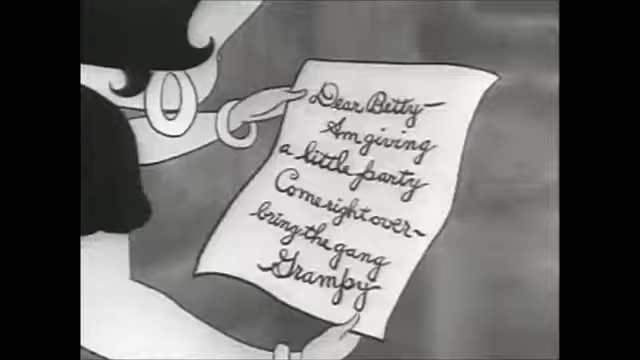 Dear Betty—
Am giving
a little party
Come right over~
bring the gang
Grampy